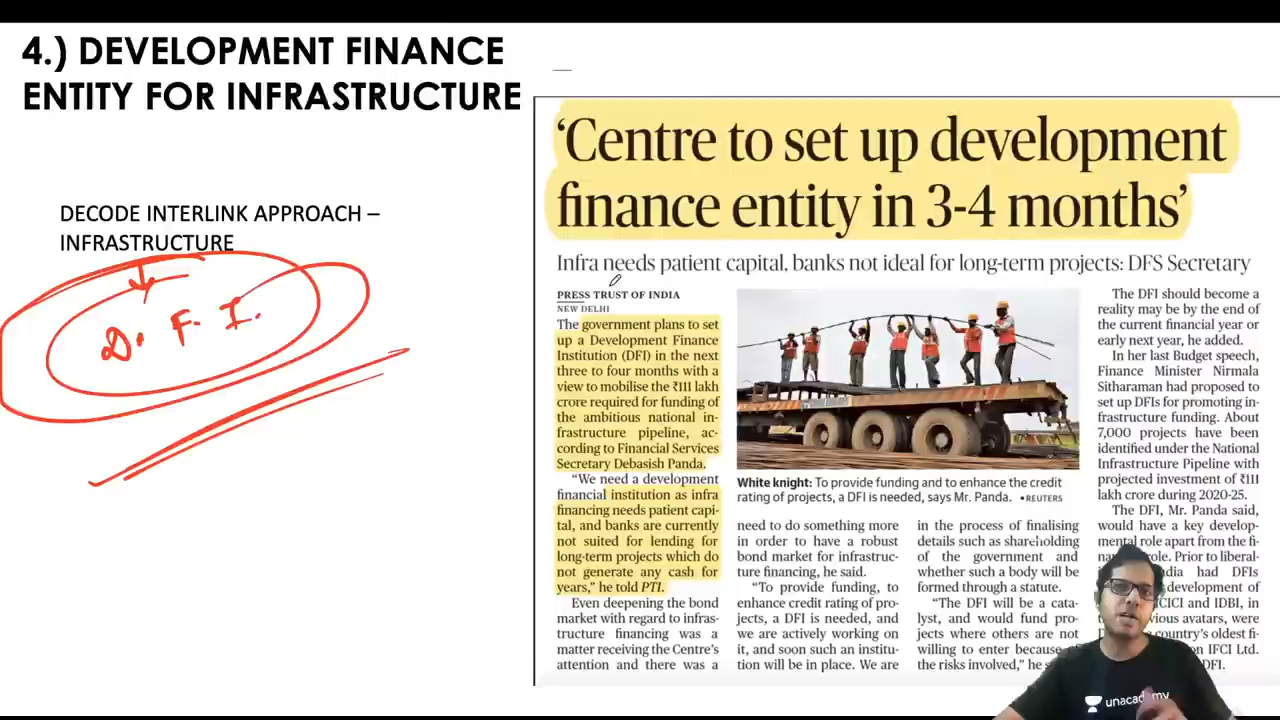 4.) DEVELOPMENT FINANCE
ENTITY FOR INFRASTRUCTURE
DECODE INTERLINK APPROACH –
INFRASTRUCTURE
D. F. I.
‘Centre to set up development
finance entity in 3-4 months’
Infra needs patient capital, banks not ideal for long-term projects: DFS Secretary
PRESS TRUST OF INDIA
NEW DELHI
The government plans to set
up a Development Finance
Institution (DFI) in the next
three to four months with a
view to mobilise the ₹111 lakh
crore required for funding of
the ambitious national in-
frastructure pipeline, ac-
cording to Financial Services
Secretary Debasish Panda.
“We need a development
financial institution as infra
financing needs patient capi-
tal, and banks are currently
not suited for lending for
long-term projects which do
not generate any cash for
years,” he told PTI.
Even deepening the bond
market with regard to infras-
tructure financing was a
matter receiving the Centre’s
attention and there was a
White knight: To provide funding and to enhance the credit
rating of projects, a DFI is needed, says Mr. Panda. • REUTERS
need to do something more
in order to have a robust
bond market for infrastruc-
ture financing, he said.
“To provide funding, to
enhance credit rating of pro-
jects, a DFI is needed, and
we are actively working on
it, and soon such an institu-
tion will be in place. We are
in the process of finalising
details such as shareholding
of the government and
whether such a body will be
formed through a statute.
“The DFI will be a cata-
lyst, and would fund pro-
jects where others are not
willing to enter because
the risks involved,” he
The DFI should become a
reality may be by the end of
the current financial year or
early next year, he added.
In her last Budget speech,
Finance Minister Nirmala
Sitharaman had proposed to
set up DFIs for promoting in-
frastructure funding. About
7,000 projects have been
identified under the National
Infrastructure Pipeline with
projected investment of ₹111
lakh crore during 2020-25.
The DFI, Mr. Panda said,
would have a key develop-
mental role apart from the fi-
role. Prior to liberal-
had DFIs
development of
ICICI and IDBI, in
avatars, were
country’s oldest fi-
IFCI Ltd.
DFI.
unacademy